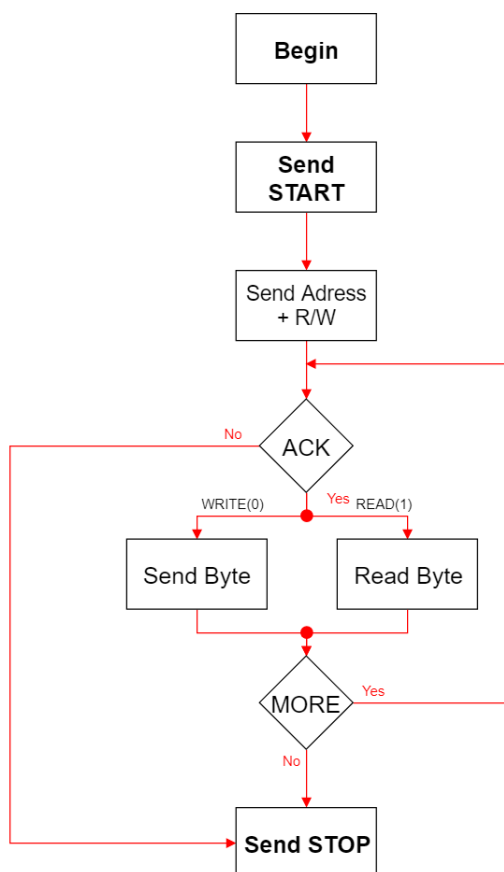 Begin
Send
START
Send Adress
+ R/W
No
ACK
Yes
WRITE(0)
READ(1)
Send Byte
Read Byte
MORE
Yes
No
Send STOP